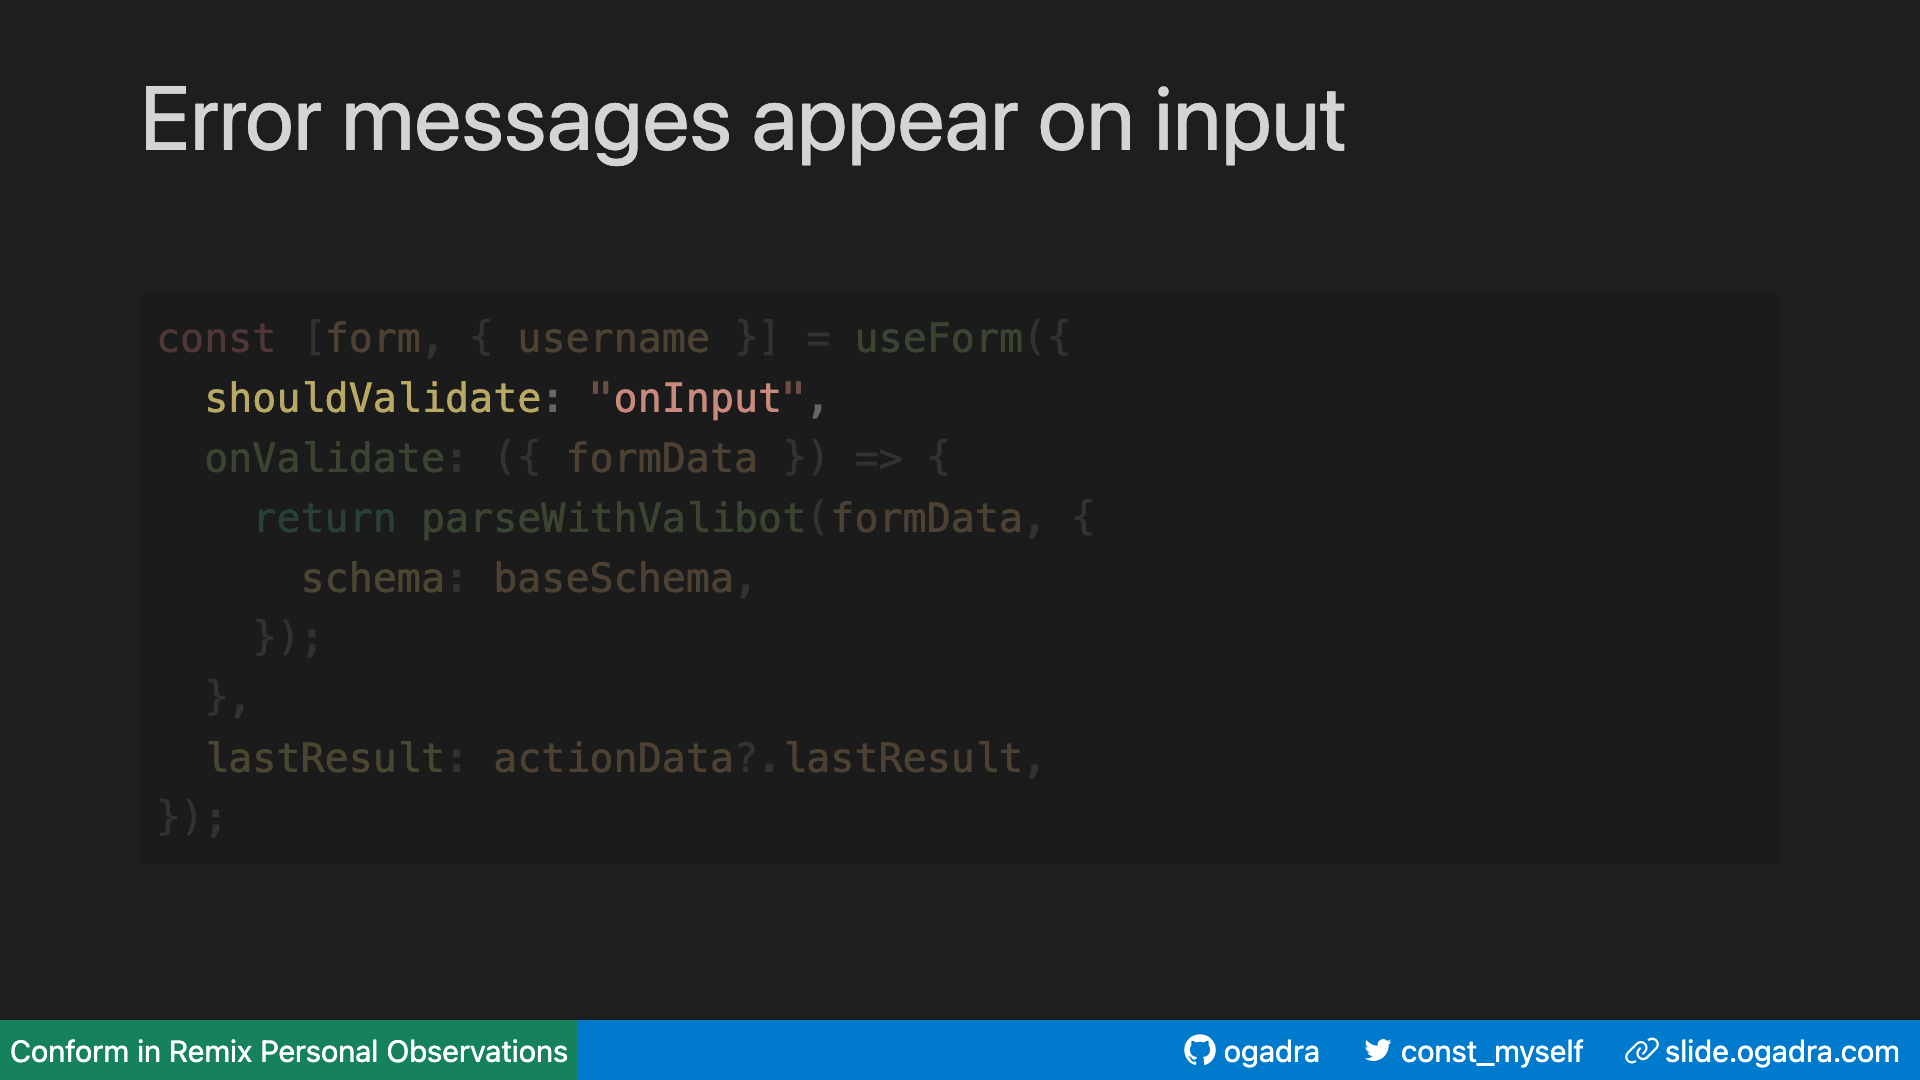 Error messages appear on input
const [form, { username }] = useForm({
  shouldValidate: "onInput",
  onValidate: ({ formData }) => {
    return parseWithValibot(formData, {
      schema: baseSchema,
    });
  },
  lastResult: actionData?.lastResult,
});
Conform in Remix Personal Observations
ogadra
const_myself
slide.ogadra.com